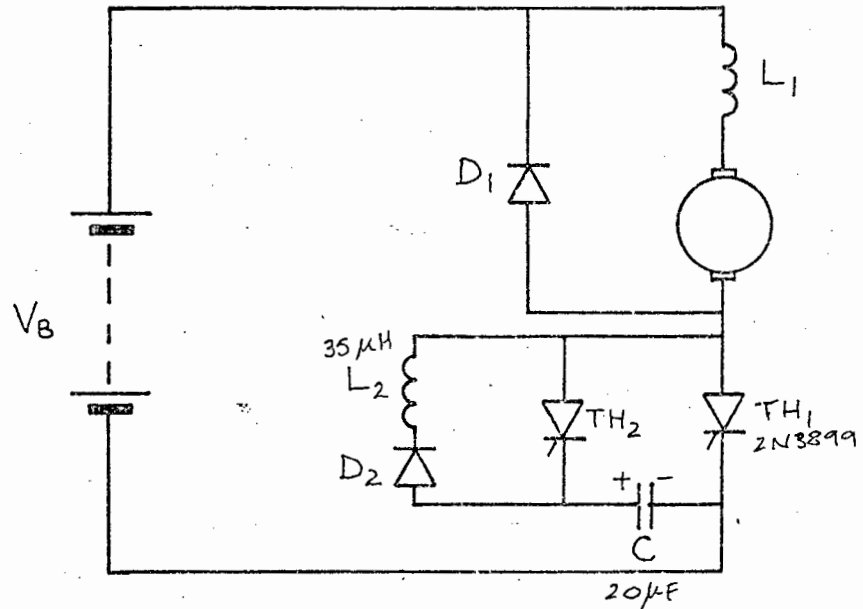 L1
D1
VB
35 μH
L2
TH2
TH1
2N3899
D2
+ -
C
20μF